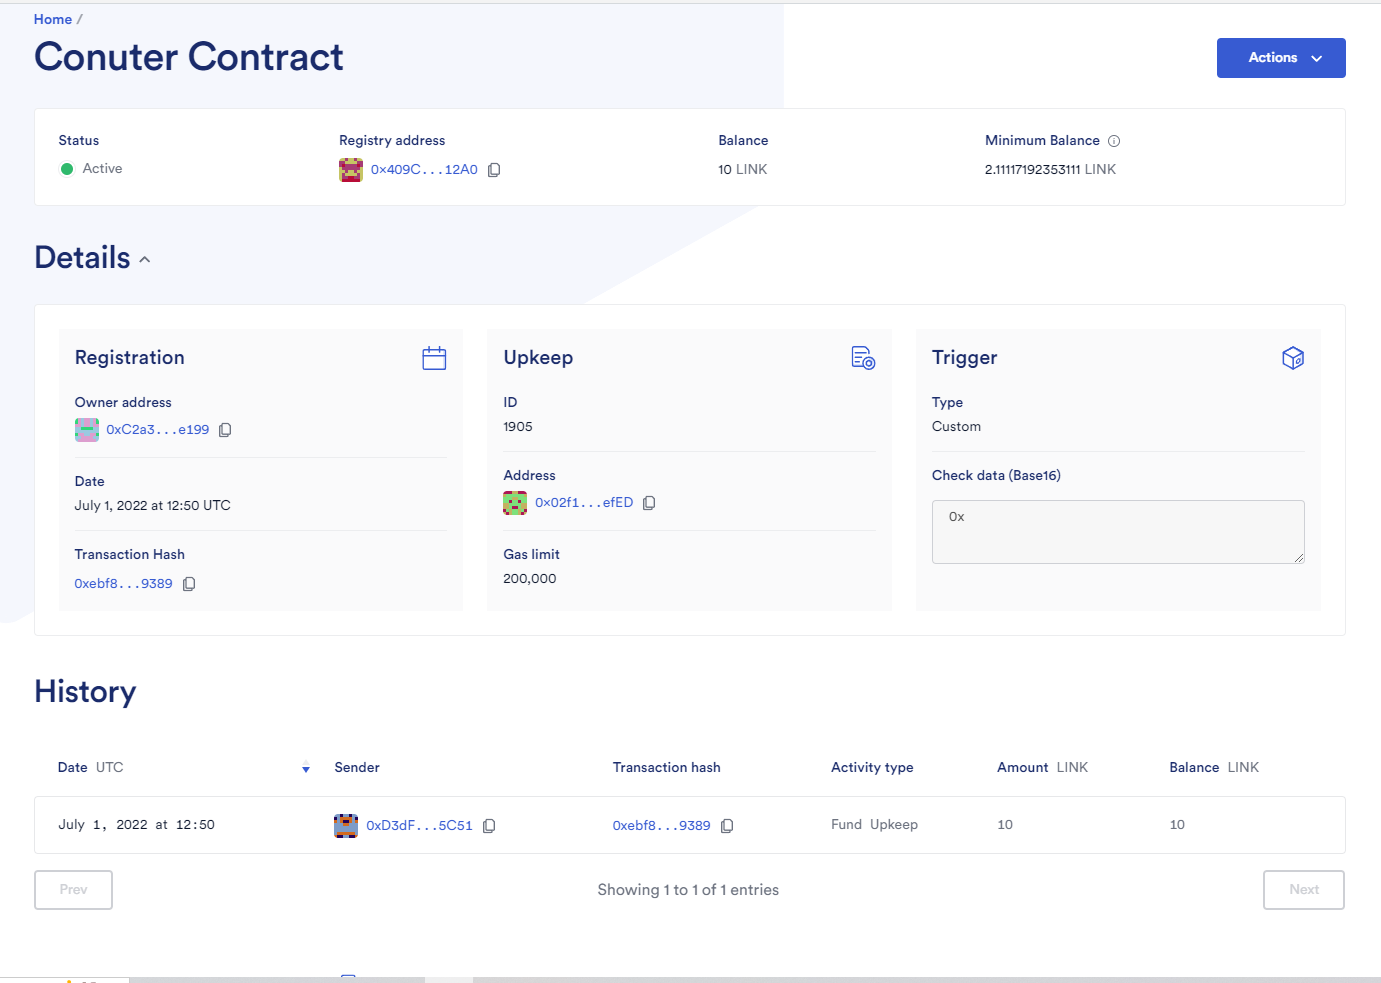 Home /
Conuter Contract
Actions
Status
Registry address
Balance
Minimum Balance
Active
0x409C...12A0
10 LINK
2.11117192353111 LINK
Details
Registration
Owner address
0xC2a3...e199
Date
July 1, 2022 at 12:50 UTC
Transaction Hash
0xebf8...9389
Upkeep
ID
1905
Address
0x02f1...efED
Gas limit
200,000
Trigger
Type
Custom
Check data (Base16)
0x
History
Date UTC
Sender
Transaction hash
Activity type
Amount LINK
Balance LINK
July 1, 2022 at 12:50
0xD3dF...5C51
0xebf8...9389
Fund Upkeep
10
10
Prev
Showing 1 to 1 of 1 entries
Next